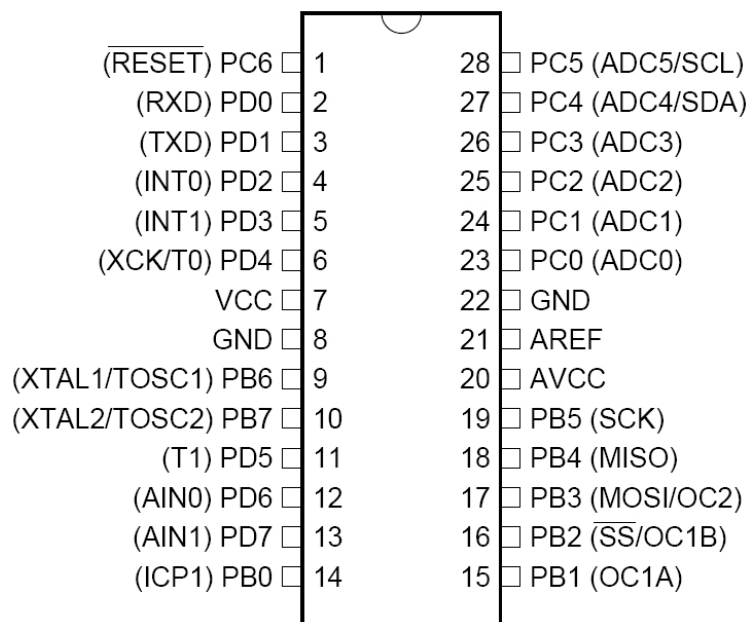 (RESET) PC6 1 28 PC5 (ADC5/SCL)
(RXD) PD0 2 27 PC4 (ADC4/SDA)
(TXD) PD1 3 26 PC3 (ADC3)
(INT0) PD2 4 25 PC2 (ADC2)
(INT1) PD3 5 24 PC1 (ADC1)
(XCK/T0) PD4 6 23 PC0 (ADC0)
VCC 7 22 GND
GND 8 21 AREF
(XTAL1/TOSC1) PB6 9 20 AVCC
(XTAL2/TOSC2) PB7 10 19 PB5 (SCK)
(T1) PD5 11 18 PB4 (MISO)
(AIN0) PD6 12 17 PB3 (MOSI/OC2)
(AIN1) PD7 13 16 PB2 (SS/OC1B)
(ICP1) PB0 14 15 PB1 (OC1A)